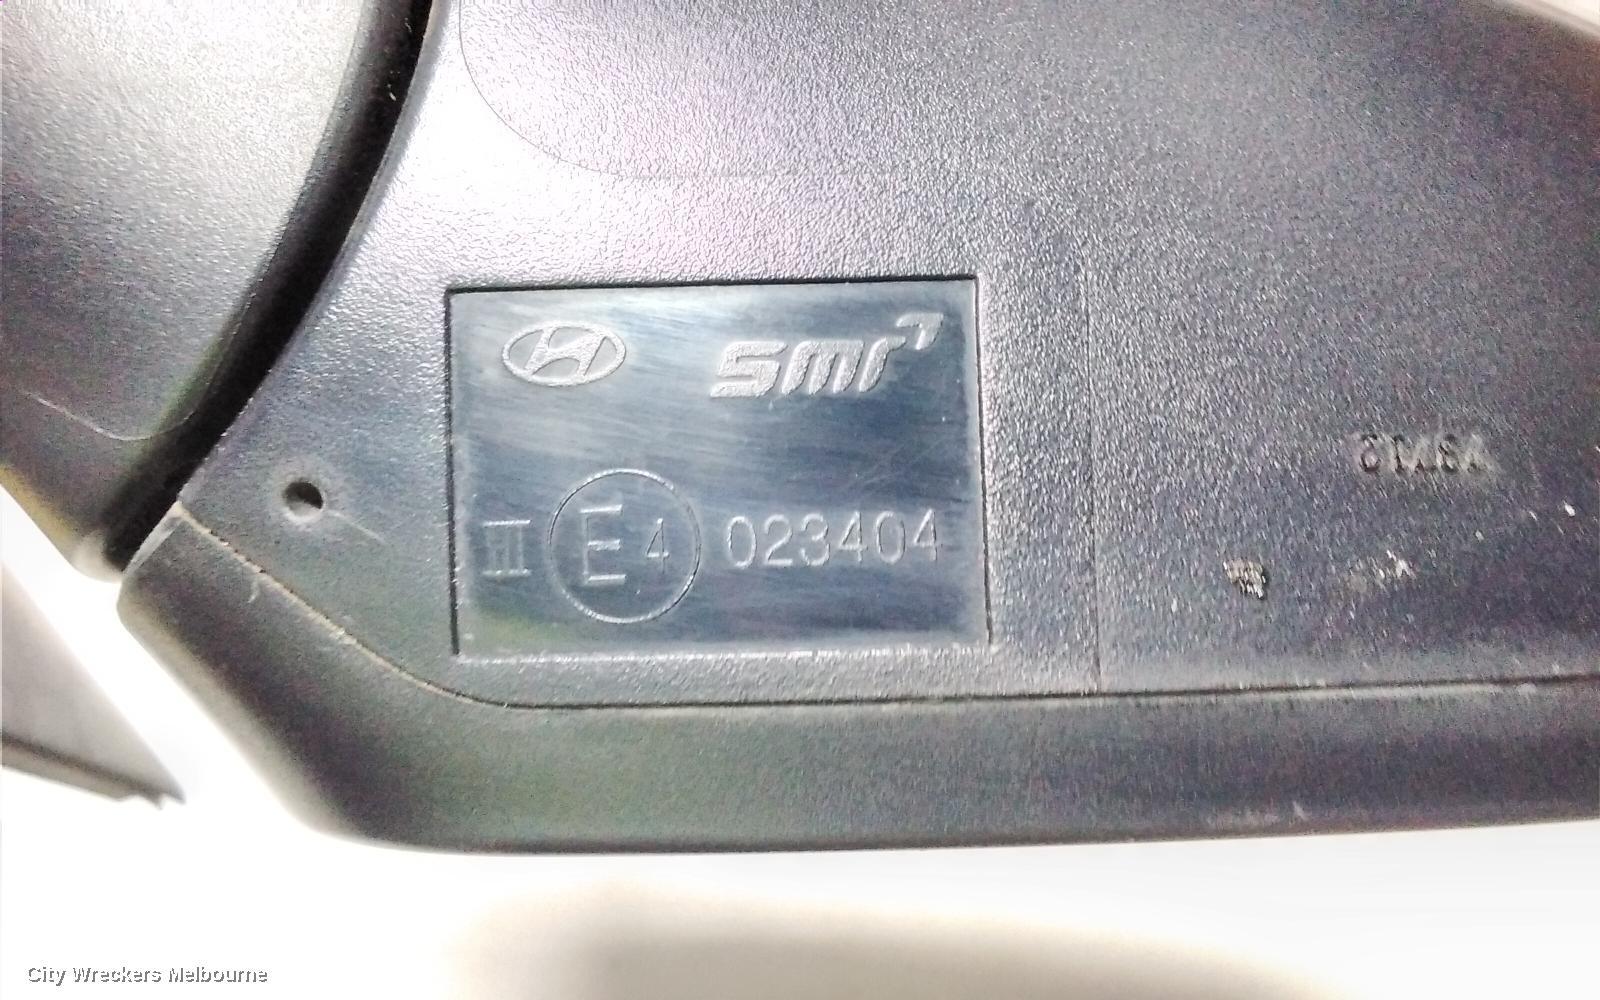 smr
III E 4 023404
City Wreckers Melbourne